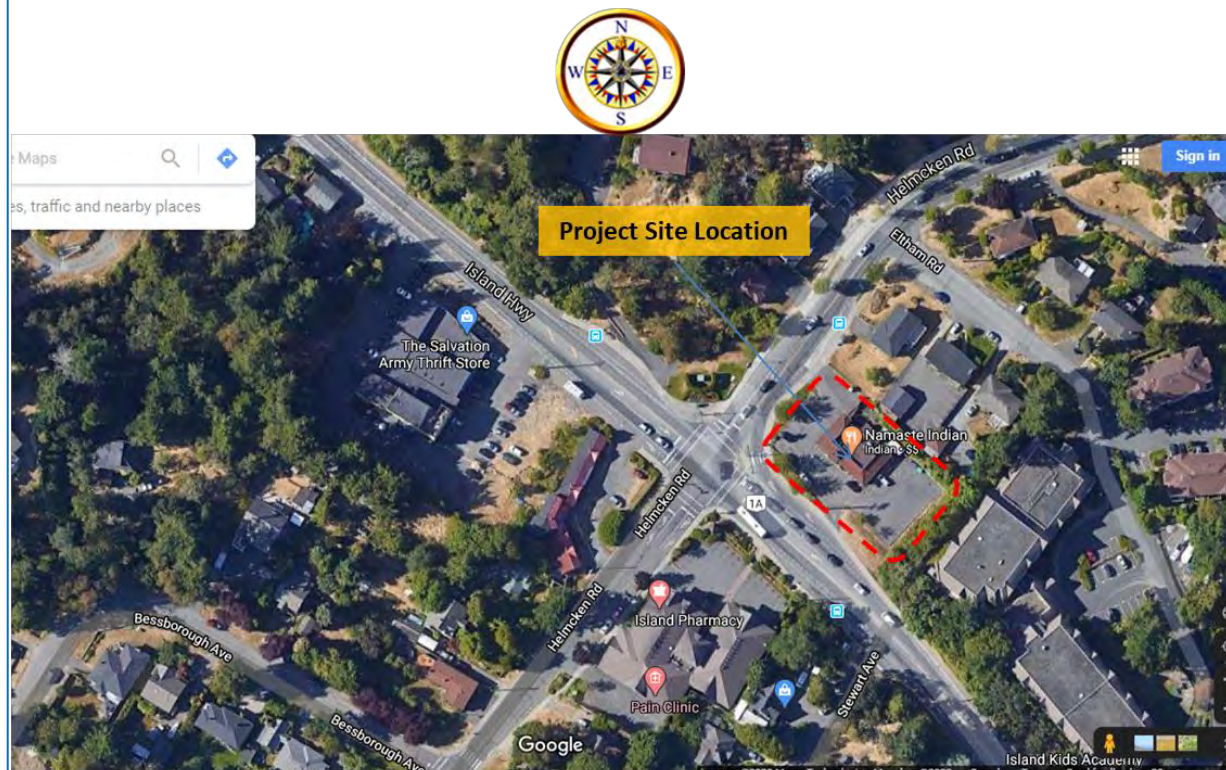 N
W E
S
e Maps
Sign in
es, traffic and nearby places
Helmcken Rd
Project Site Location
Eltham Rd
Island Hwy
The Salvation
Army Thrift Store
Namaste Indian
Indian $$
Helmcken Rd
1A
Helmcken Rd
Island Pharmacy
Bessborough Ave
Pain Clinic
Stewart Ave
Bessborough Ave
Google
Island Kids Academy